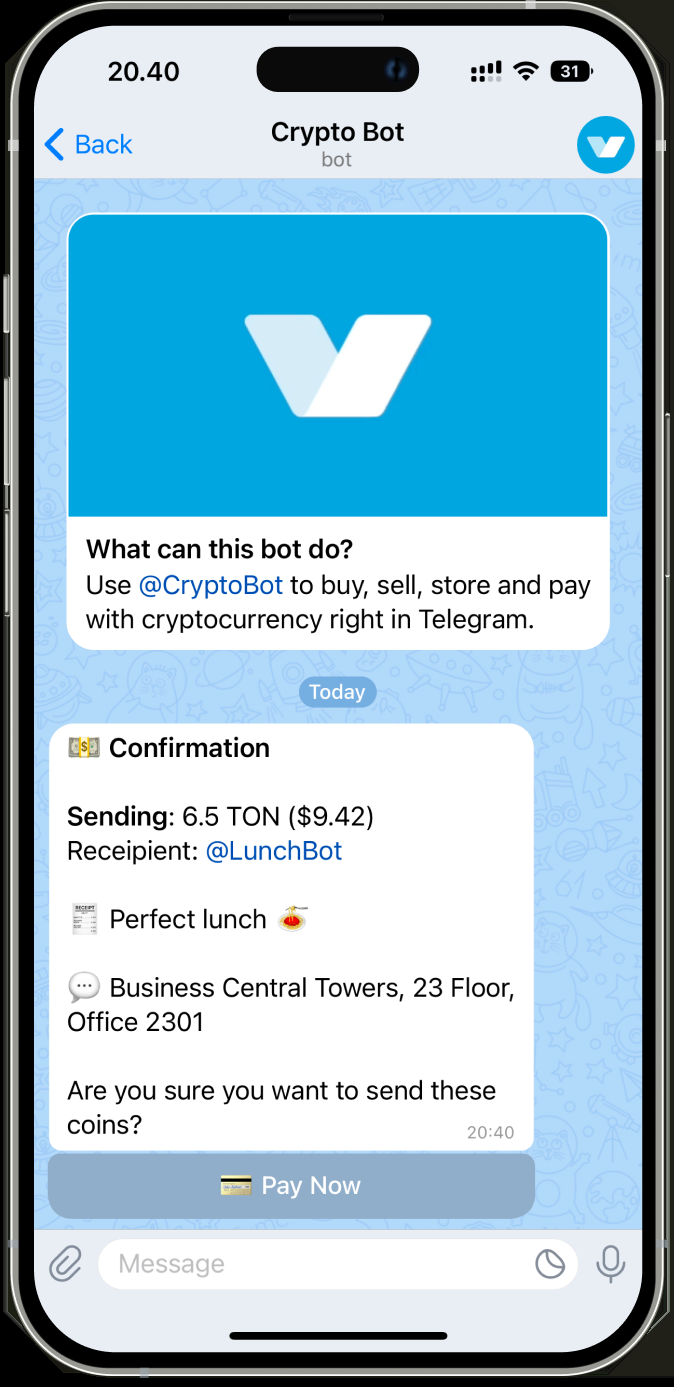 20.40
31
Back
Crypto Bot
bot
What can this bot do?
Use @CryptoBot to buy, sell, store and pay
with cryptocurrency right in Telegram.
Today
💵 Confirmation
Sending: 6.5 TON ($9.42)
Receipient: @LunchBot
🧾 Perfect lunch 🍝
💬 Business Central Towers, 23 Floor,
Office 2301
Are you sure you want to send these
coins?
20:40
💳 Pay Now
Message